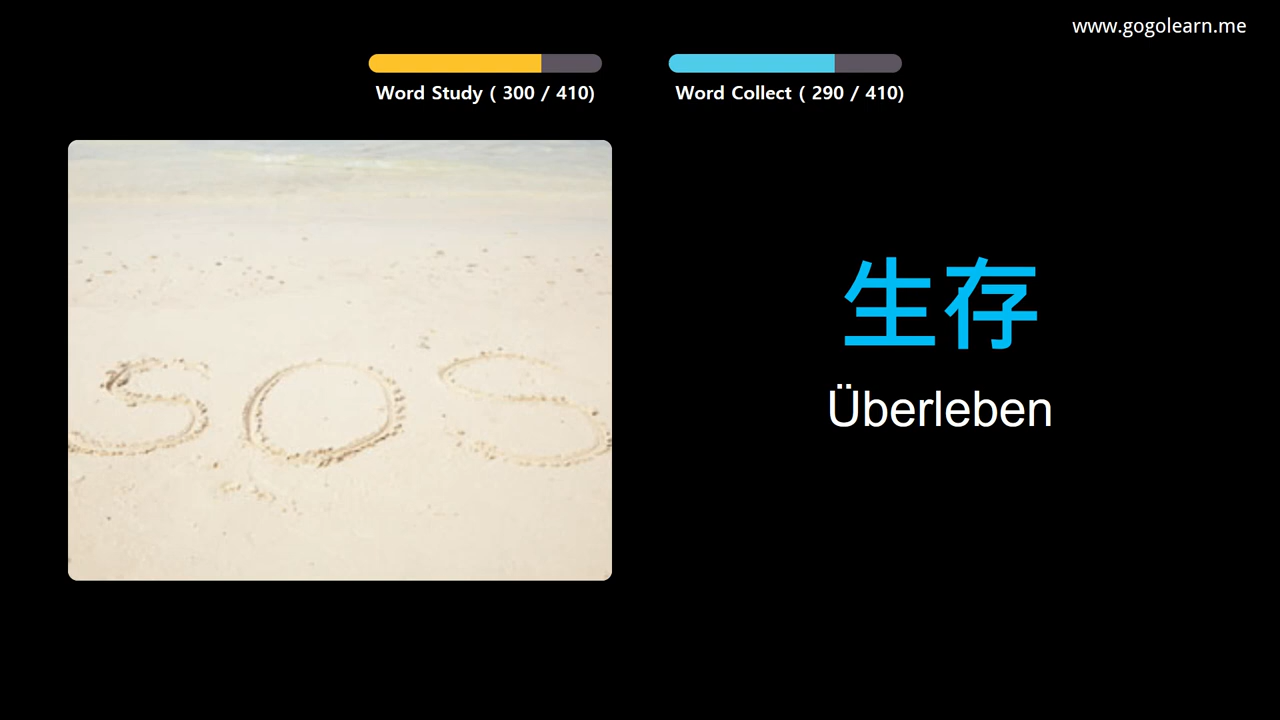 www.gogolearn.me
Word Study ( 300 / 410)
Word Collect ( 290 / 410)
SOS
生存
Überleben